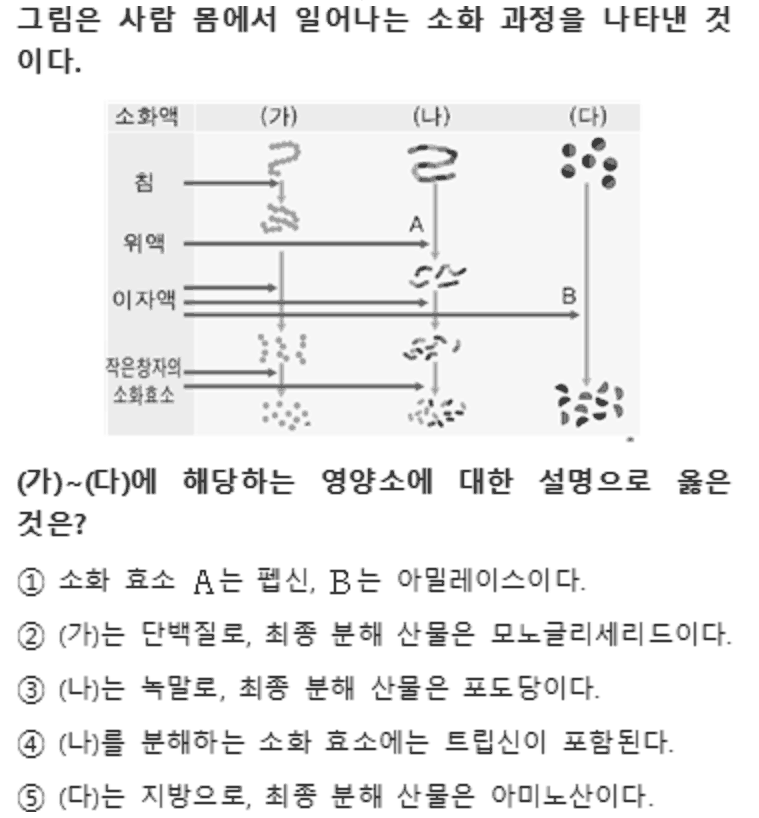 그림은 사람 몸에서 일어나는 소화 과정을 나타낸 것
이다.
소화액 (가) (나) (다)
침
A
위액
이자액
B
작은창자의
소화효소
(가)~(다)에 해당하는 영양소에 대한 설명으로 옳은
것은?
① 소화 효소 A는 펩신, B는 아밀레이스이다.
② (가)는 단백질로, 최종 분해 산물은 모노글리세리드이다.
③ (나)는 녹말로, 최종 분해 산물은 포도당이다.
④ (나)를 분해하는 소화 효소에는 트립신이 포함된다.
⑤ (다)는 지방으로, 최종 분해 산물은 아미노산이다.